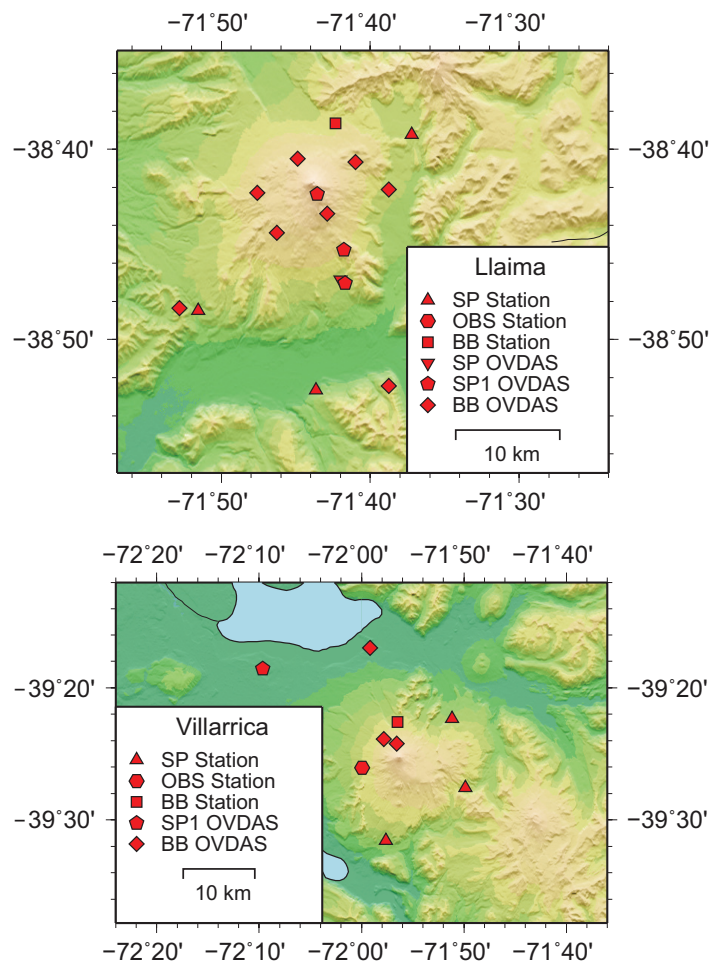 −71˚50' −71˚40' −71˚30'
−38˚40' −38˚40'
−38˚50' −38˚50'
Llaima
SP Station
OBS Station
BB Station
SP OVDAS
SP1 OVDAS
BB OVDAS
10 km
−71˚50' −71˚40' −71˚30'
−72˚20' −72˚10' −72˚00' −71˚50' −71˚40'
−39˚20' −39˚20'
−39˚30' −39˚30'
Villarrica
SP Station
OBS Station
BB Station
SP1 OVDAS
BB OVDAS
10 km
−72˚20' −72˚10' −72˚00' −71˚50' −71˚40'